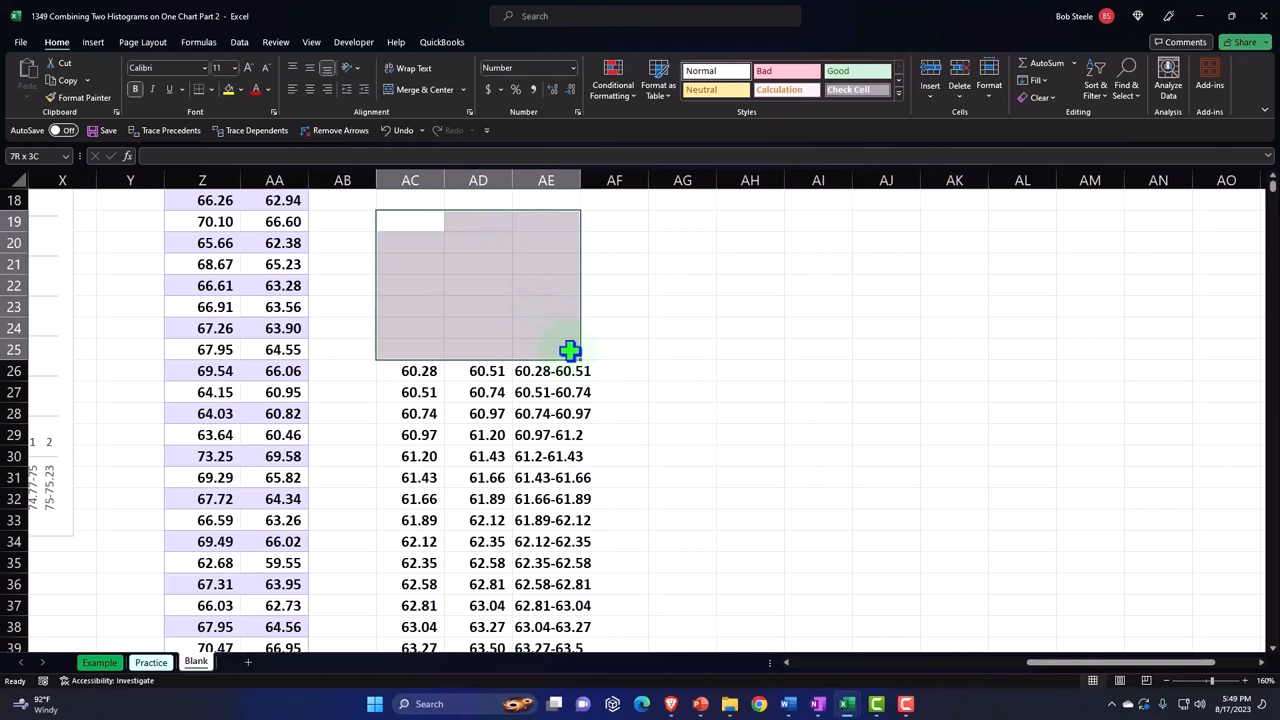 1349 Combining Two Histograms on One Chart Part 2 - Excel
Search
Bob Steele
BS
File Home Insert Page Layout Formulas Data Review View Developer Help QuickBooks
Comments
Share
Cut
Copy
Format Painter
Paste
Clipboard
Calibri 11
Font
Wrap Text
Merge & Center
Alignment
Number
Number
Conditional Formatting
Format as Table
Normal Bad Good
Neutral Calculation Check Cell
Styles
Insert Delete Format
Cells
AutoSum
Fill
Clear
Sort & Filter
Find & Select
Editing
Analyze Data
Analysis
Add-ins
Add-ins
AutoSave Off Save Trace Precedents Trace Dependents Remove Arrows Undo Redo
7R x 3C
X Y Z AA AB AC AD AE AF AG AH AI AJ AK AL AM AN AO
18 66.26 62.94
19 70.10 66.60
20 65.66 62.38
21 68.67 65.23
22 66.61 63.28
23 66.91 63.56
24 67.26 63.90
25 67.95 64.55
26 69.54 66.06 60.28 60.51 60.28-60.51
27 64.15 60.95 60.51 60.74 60.51-60.74
28 64.03 60.82 60.74 60.97 60.74-60.97
29 1 2 63.64 60.46 60.97 61.20 60.97-61.2
30 73.25 69.58 61.20 61.43 61.2-61.43
31 74.77-75 75-75.23 69.29 65.82 61.43 61.66 61.43-61.66
32 67.72 64.34 61.66 61.89 61.66-61.89
33 66.59 63.26 61.89 62.12 61.89-62.12
34 69.49 66.02 62.12 62.35 62.12-62.35
35 62.68 59.55 62.35 62.58 62.35-62.58
36 67.31 63.95 62.58 62.81 62.58-62.81
37 66.03 62.73 62.81 63.04 62.81-63.04
38 67.95 64.56 63.04 63.27 63.04-63.27
39 70.47 66.95 63.27 63.50 63.27-63.5
Example Practice Blank
Ready Accessibility: Investigate
160%
92°F
Windy
Search
5:49 PM
8/17/2023